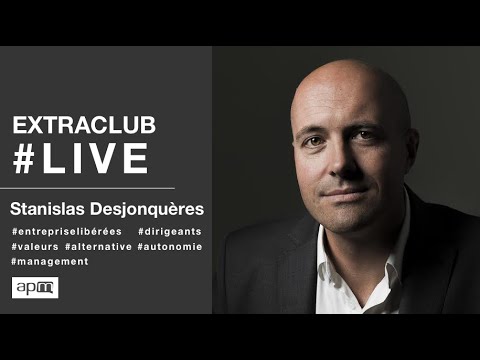 EXTRACLUB
#LIVE
Stanislas Desjonquères
#entrepriselibérées #dirigeants
#valeurs #alternative #autonomie
#management
apm